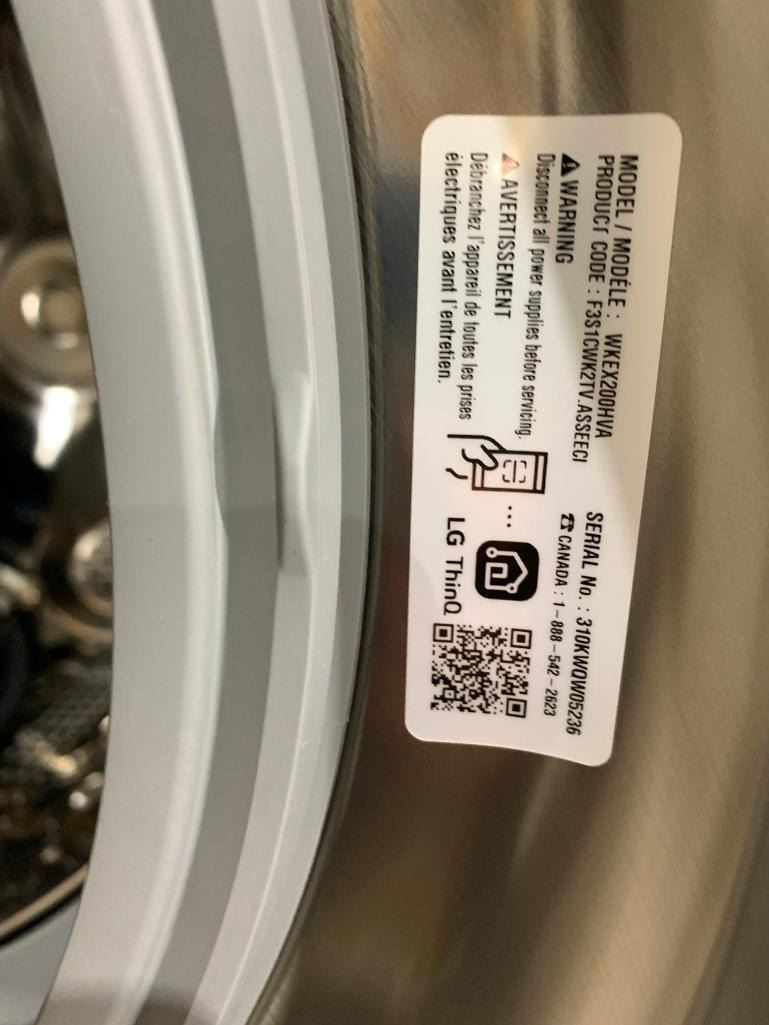 MODEL / MODÈLE : WKEX200HVA
PRODUCT CODE : F3S1CWK2TV.ASSEECI
SERIAL No. : 310KWQW05236
⚠ WARNING
☎ CANADA : 1-888-542-2623
Disconnect all power supplies before servicing.
⚠ AVERTISSEMENT
Débranchez l'appareil de toutes les prises
électriques avant l'entretien.
LG ThinQ